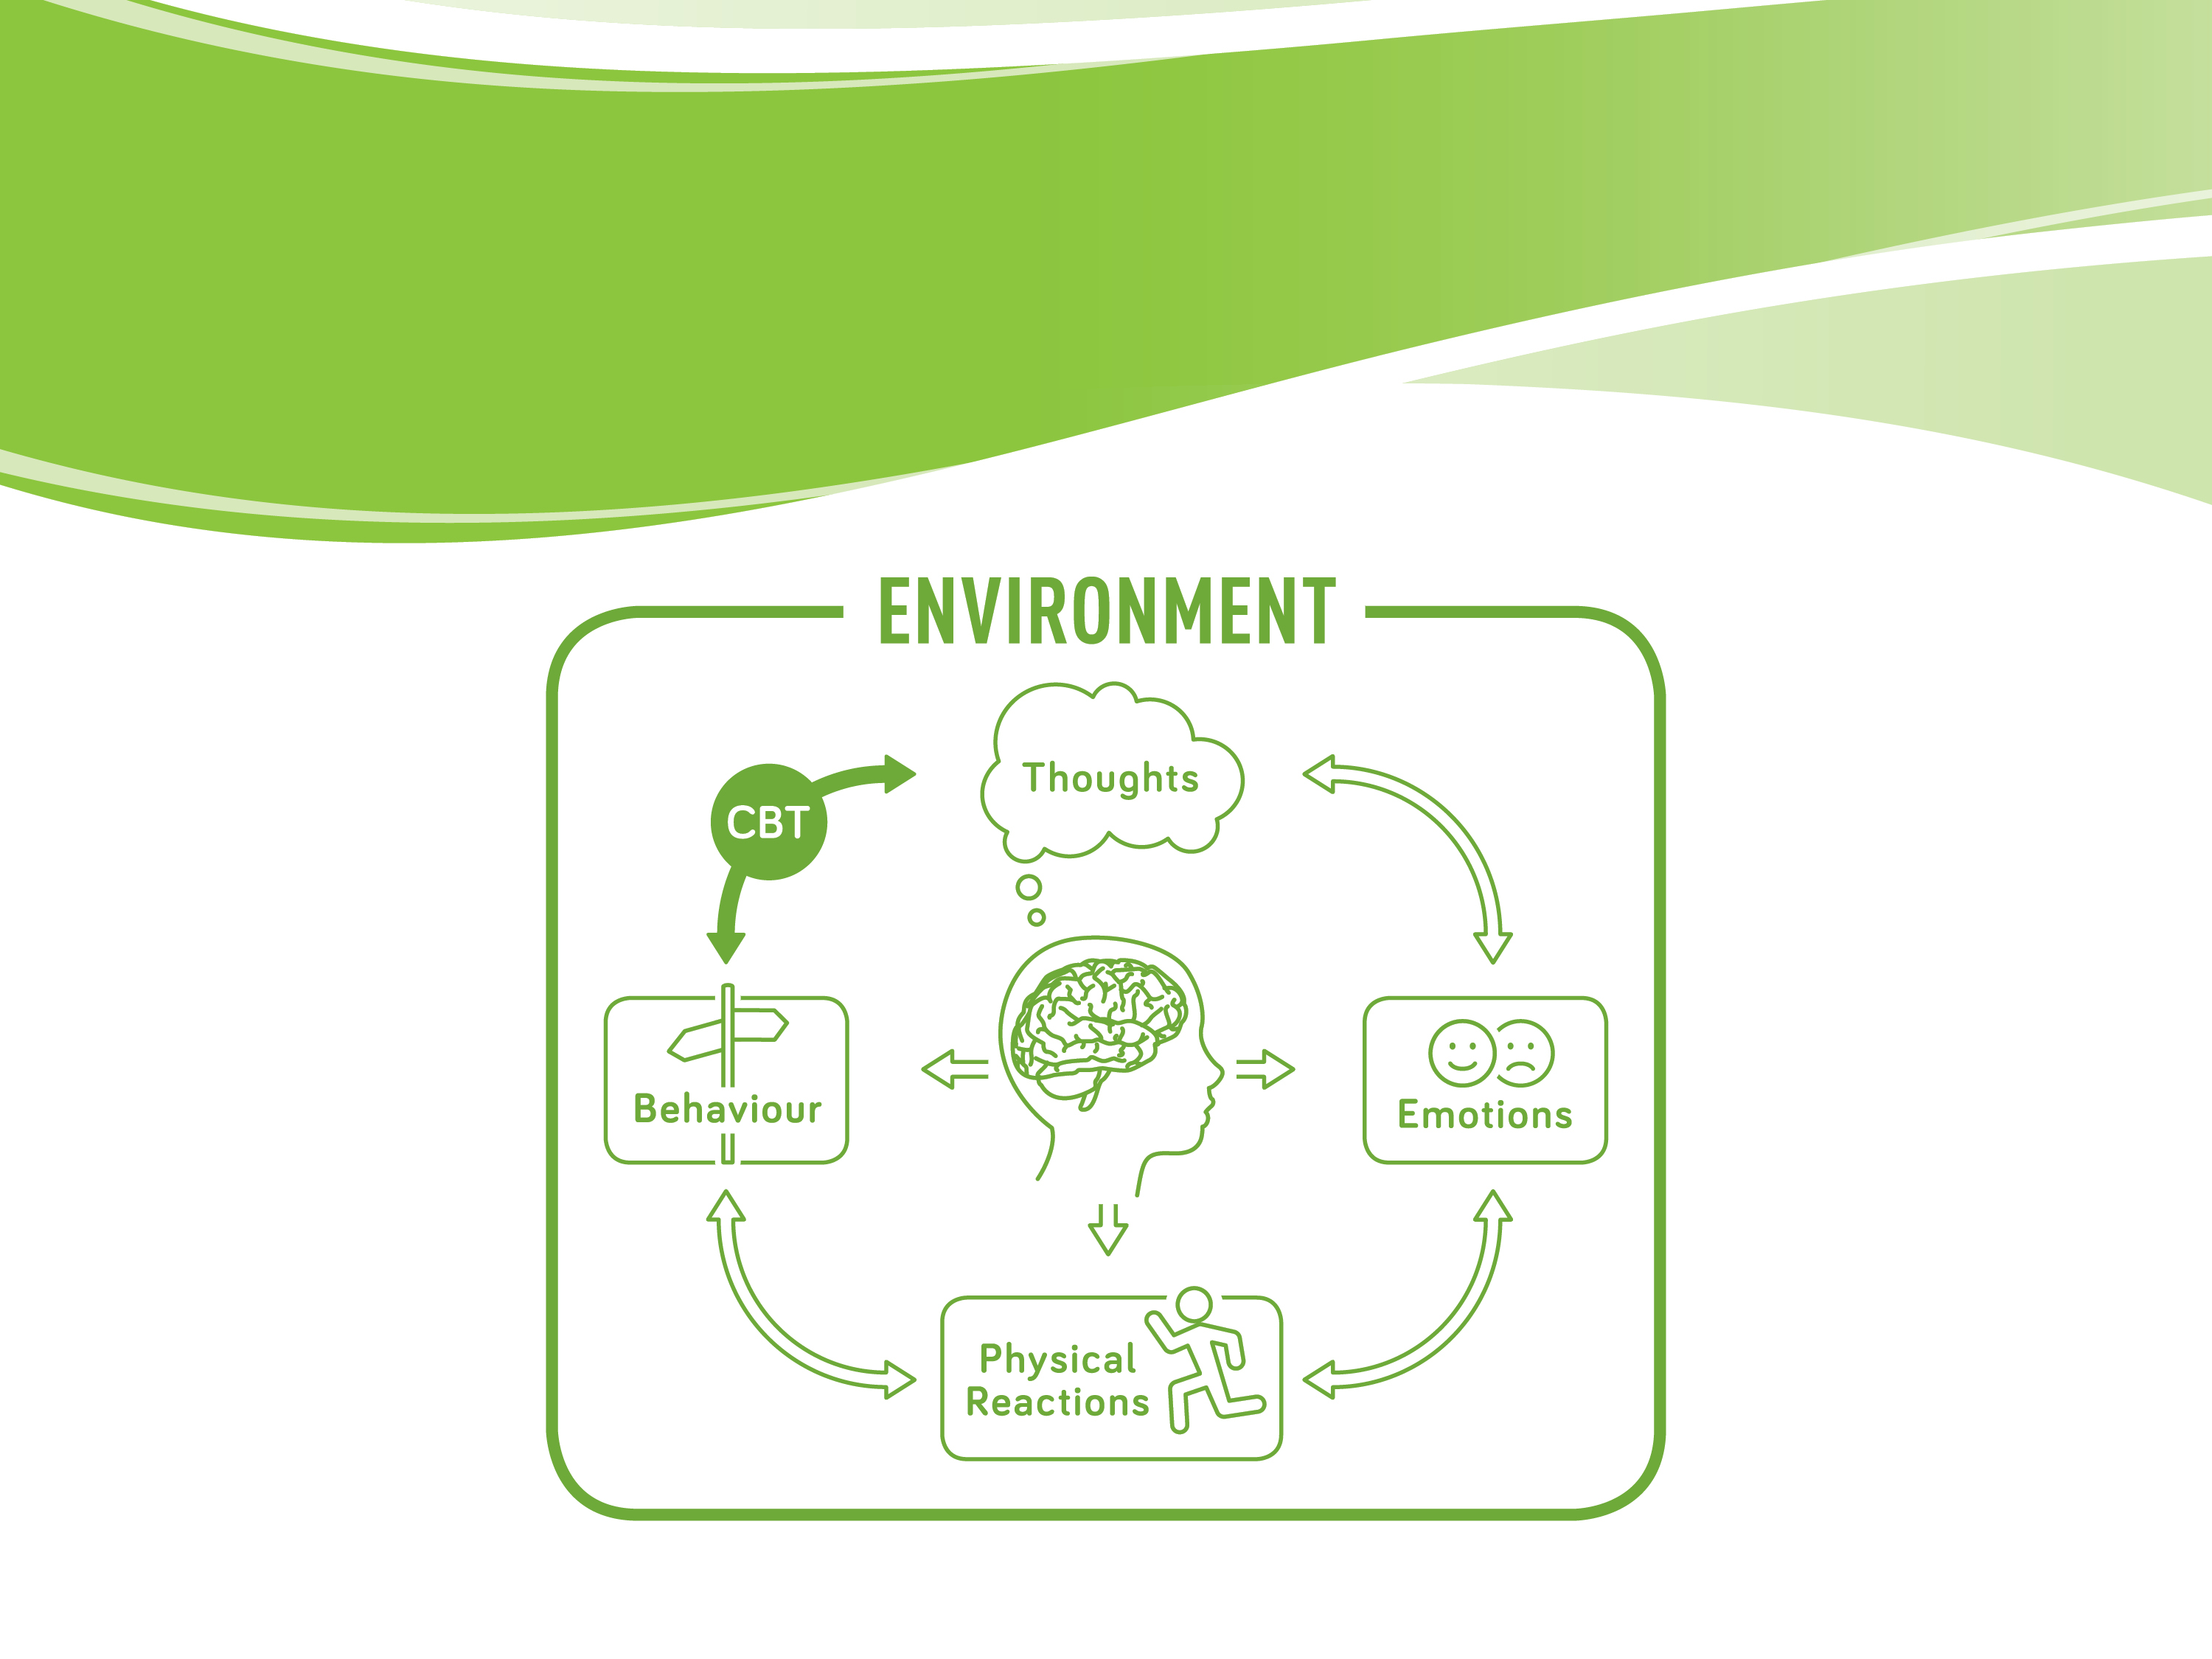 ENVIRONMENT
Thoughts
CBT
Behaviour
Emotions
Physical
Reactions